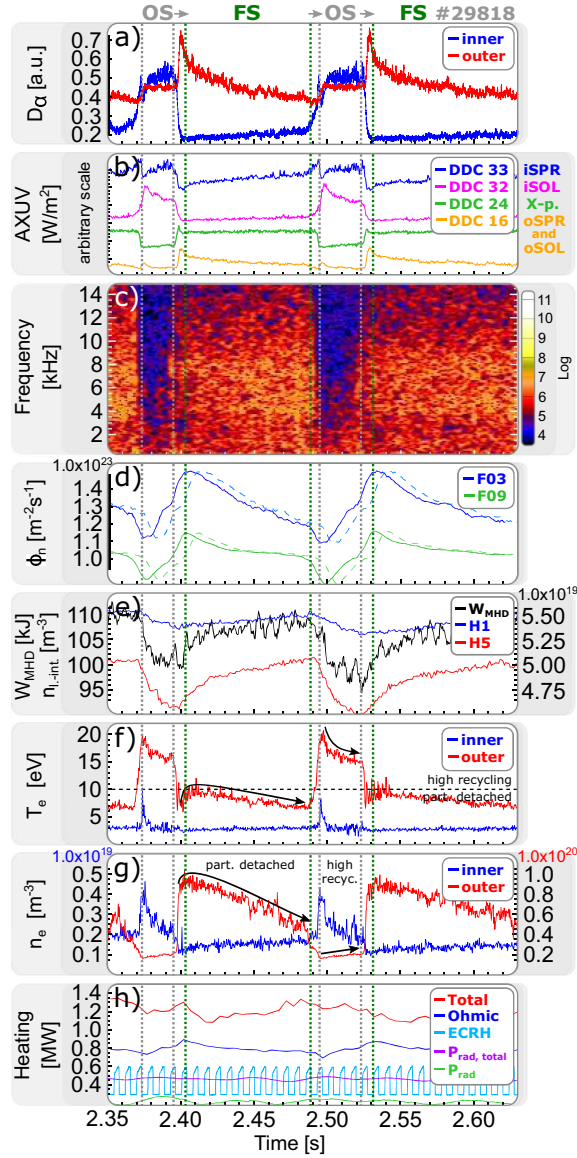 OS → FS → OS → FS #29818
a)
inner
outer
Dα [a.u.]
0.7
0.6
0.5
0.4
0.3
0.2
b)
AXUV
[W/m²]
arbitrary scale
DDC 33 iSPR
DDC 32 iSOL
DDC 24 X-p.
DDC 16 oSPR
and
oSOL
c)
Frequency
[kHz]
14
12
10
8
6
4
2
11
10
9
8
7
6
5
4
Log
d)
1.0x10²³
ϕn [m⁻²s⁻¹]
1.4
1.3
1.2
1.1
1.0
0.9
F03
F09
e)
WMHD [kJ]
nl.-int. [m⁻³]
110
105
100
95
WMHD
H1
H5
1.0x10¹⁹
5.50
5.25
5.00
4.75
f)
Te [eV]
20
15
10
5
inner
outer
high recycling
part. detached
g)
1.0x10¹⁹
ne [m⁻³]
0.5
0.4
0.3
0.2
0.1
part. detached
high
recyc.
inner
outer
1.0x10²⁰
1.0
0.8
0.6
0.4
0.2
h)
Heating
[MW]
1.4
1.2
1.0
0.8
0.6
0.4
Total
Ohmic
ECRH
Prad, total
Prad
2.35 2.40 2.45 2.50 2.55 2.60
Time [s]